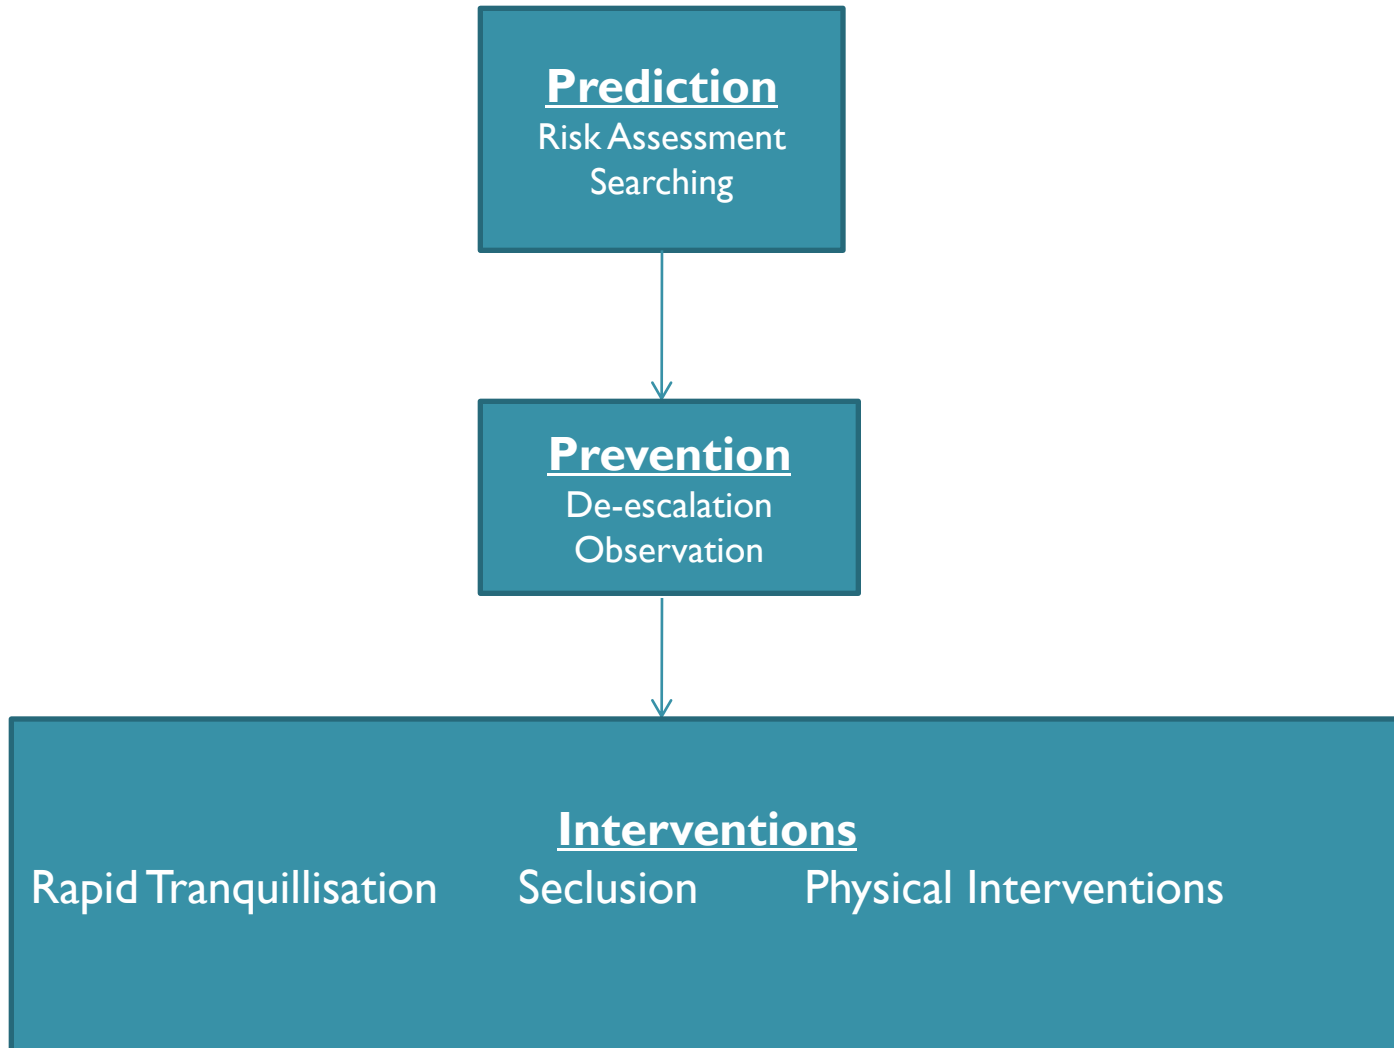 Prediction
Risk Assessment
Searching
Prevention
De-escalation
Observation
Interventions
Rapid Tranquillisation Seclusion Physical Interventions